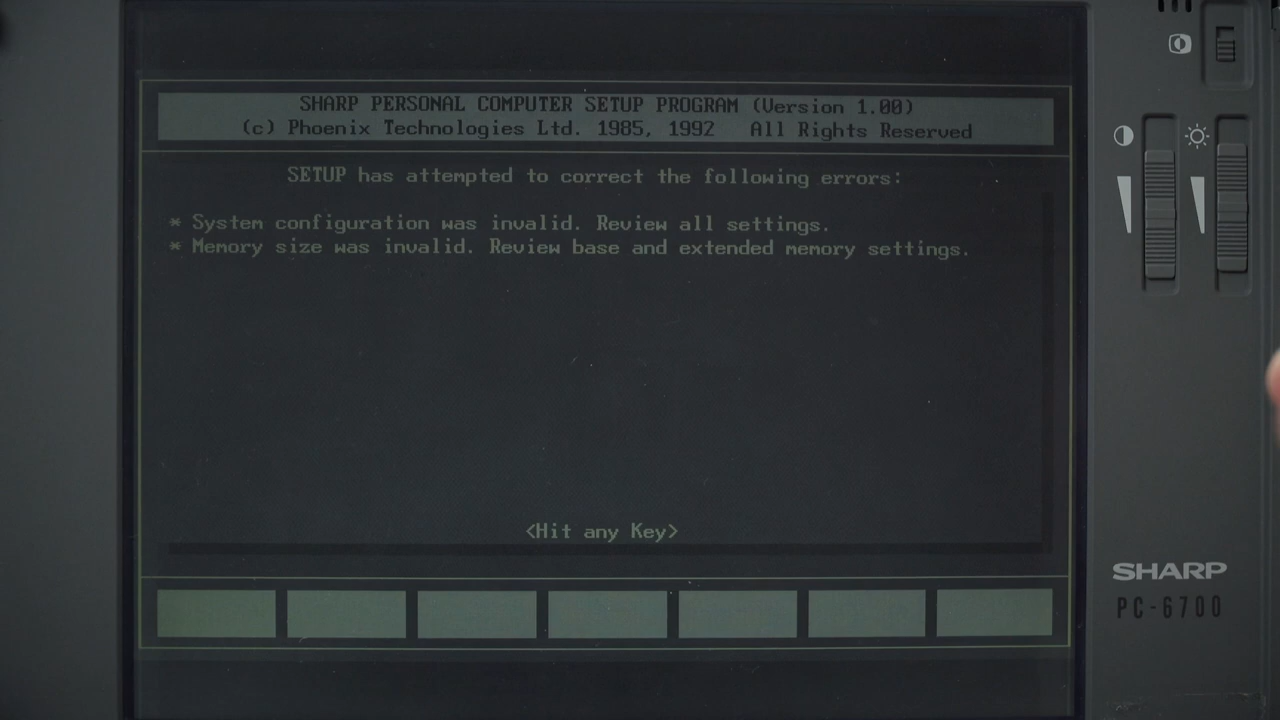 SHARP PERSONAL COMPUTER SETUP PROGRAM (Version 1.00)
(c) Phoenix Technologies Ltd. 1985, 1992   All Rights Reserved
SETUP has attempted to correct the following errors:
* System configuration was invalid. Review all settings.
* Memory size was invalid. Review base and extended memory settings.
<Hit any Key>
SHARP
PC-6700